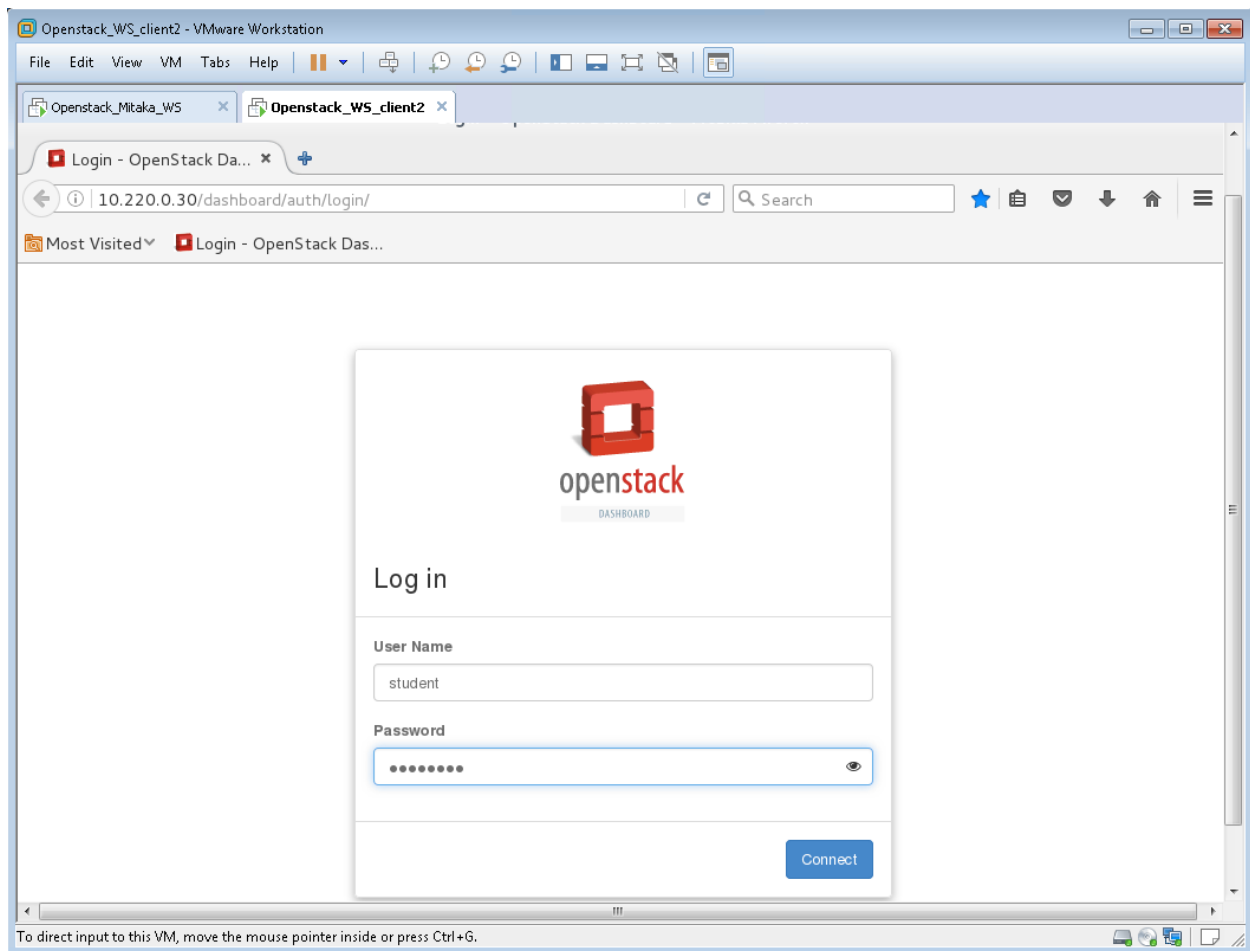 Openstack_WS_client2 - VMware Workstation
File Edit View VM Tabs Help
Openstack_Mitaka_WS Openstack_WS_client2
Login - OpenStack Da...
10.220.0.30/dashboard/auth/login/ Search
Most Visited Login - OpenStack Das...
openstack
DASHBOARD
Log in
User Name
student
Password
Connect
To direct input to this VM, move the mouse pointer inside or press Ctrl+G.